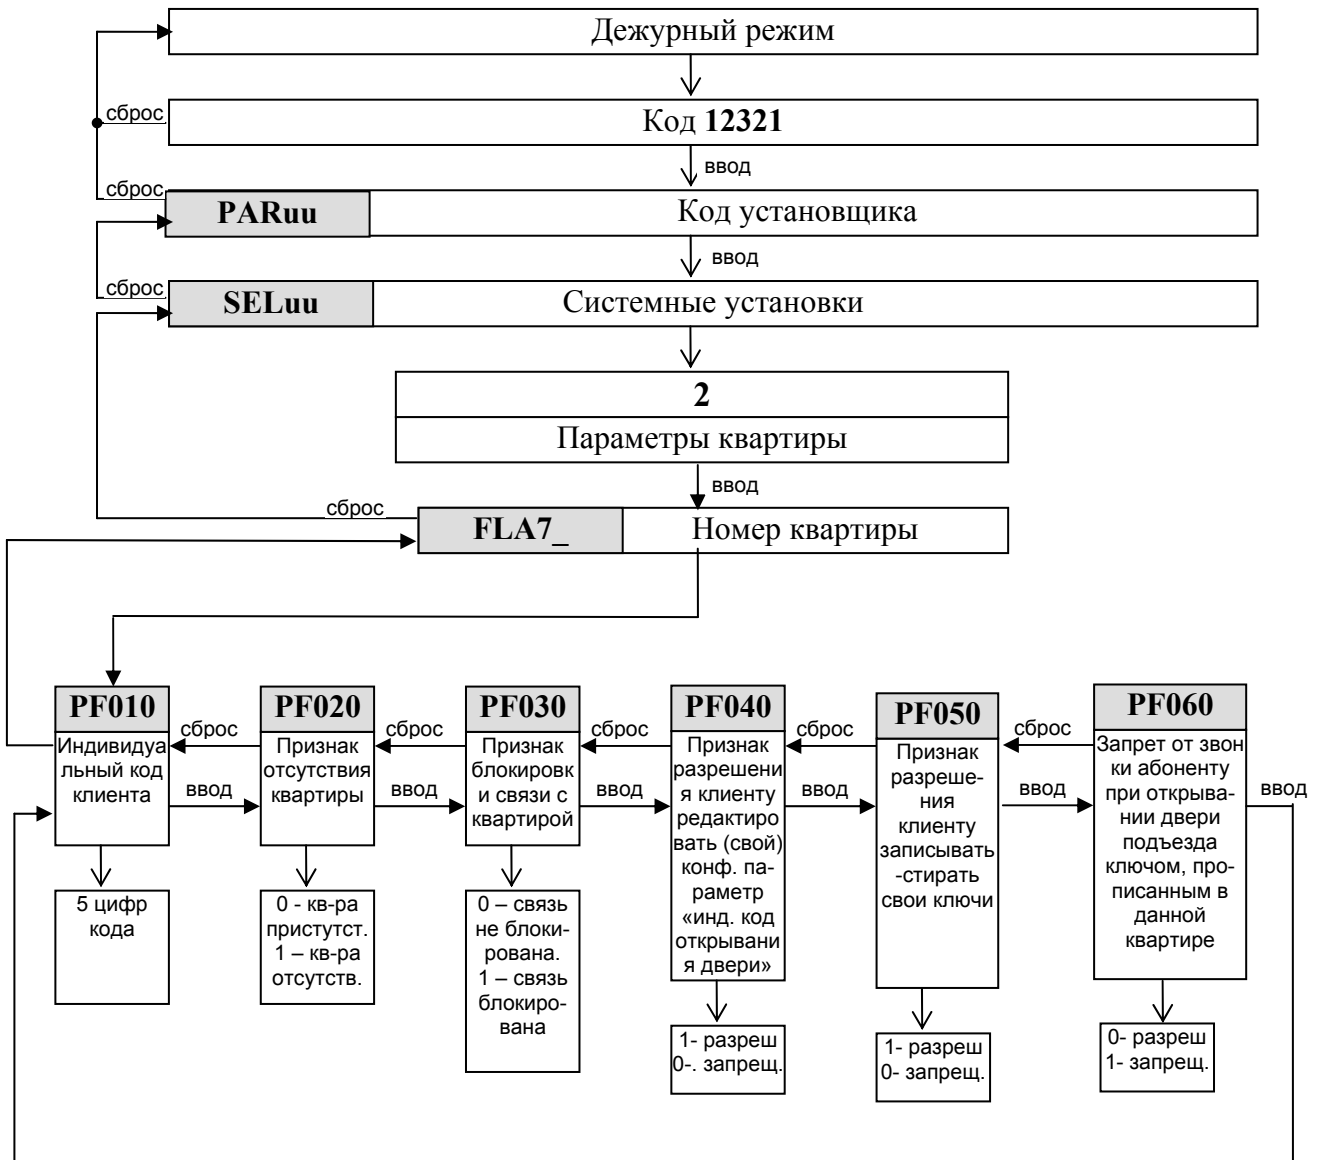 Дежурный режим
сброс
Код 12321
ввод
сброс
PARuu
Код установщика
ввод
сброс
SELuu
Системные установки
2
Параметры квартиры
ввод
сброс
FLA7_
Номер квартиры
PF010
Индивидуа
льный код
клиента
сброс
ввод
PF020
Признак
отсутствия
квартиры
сброс
ввод
PF030
Признак
блокировк
и связи с
квартирой
сброс
ввод
PF040
Признак
разрешени
я клиенту
редактиро
вать (свой)
конф. па-
раметр
«инд. код
открывани
я двери»
сброс
ввод
PF050
Признак
разреше-
ния
клиенту
записывать
-стирать
свои ключи
сброс
ввод
PF060
Запрет от звон
ки абоненту
при открыва-
нии двери
подъезда
ключом, про-
писанным в
данной
квартире
ввод
5 цифр
кода
0 - кв-ра
пристутст.
1 – кв-ра
отсутств.
0 – связь
не блоки-
рована.
1 – связь
блокиро-
вана
1- разреш
0-. запрещ.
1- разреш
0- запрещ.
0- разреш
1- запрещ.